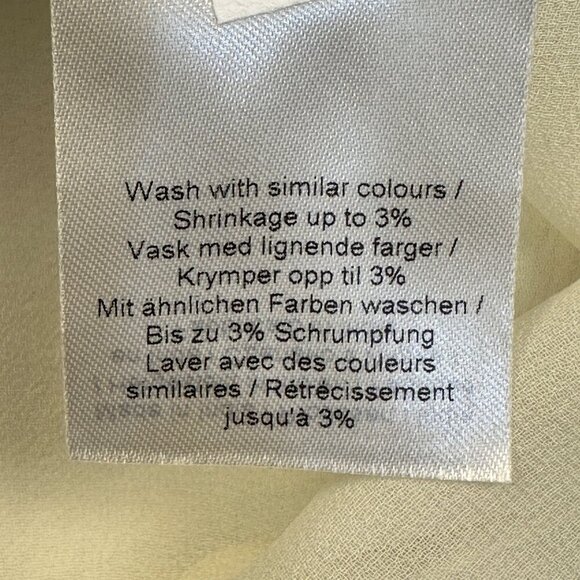 Wash with similar colours /
Shrinkage up to 3%
Vask med lignende farger /
Krymper opp til 3%
Mit ähnlichen Farben waschen /
Bis zu 3% Schrumpfung
Laver avec des couleurs
similaires / Rétrécissement
jusqu'à 3%